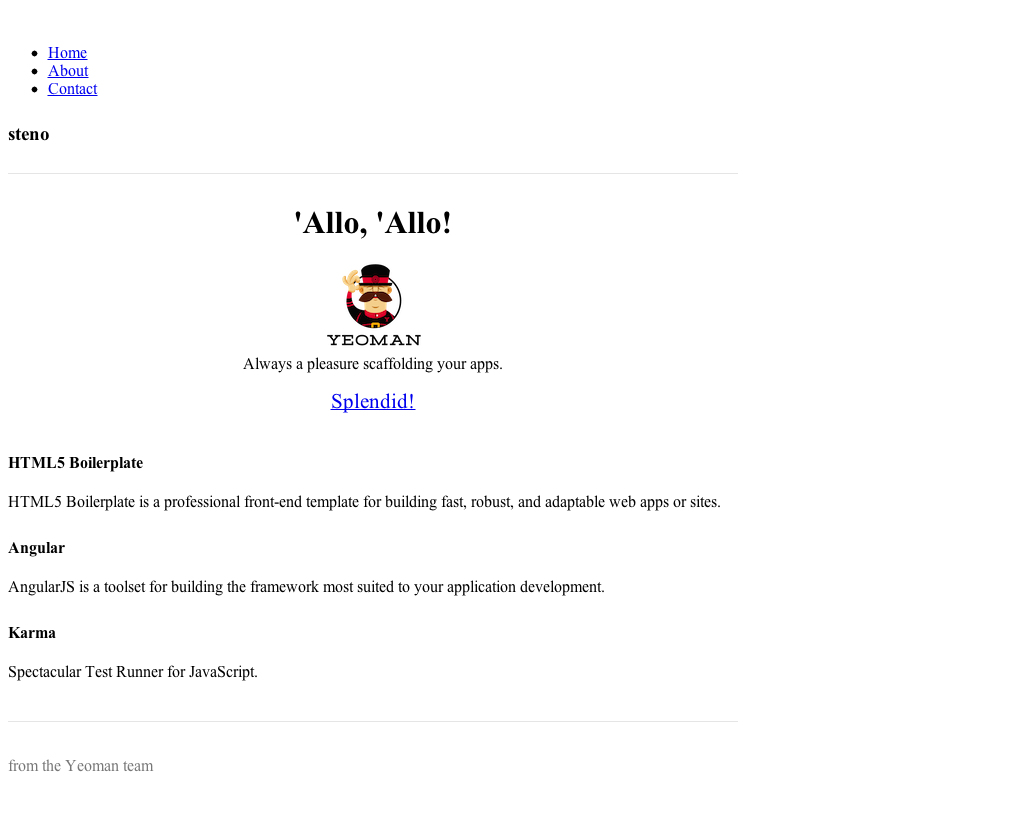 Home
About
Contact
steno
'Allo, 'Allo!
YEOMAN
Always a pleasure scaffolding your apps.
Splendid!
HTML5 Boilerplate
HTML5 Boilerplate is a professional front-end template for building fast, robust, and adaptable web apps or sites.
Angular
AngularJS is a toolset for building the framework most suited to your application development.
Karma
Spectacular Test Runner for JavaScript.
from the Yeoman team